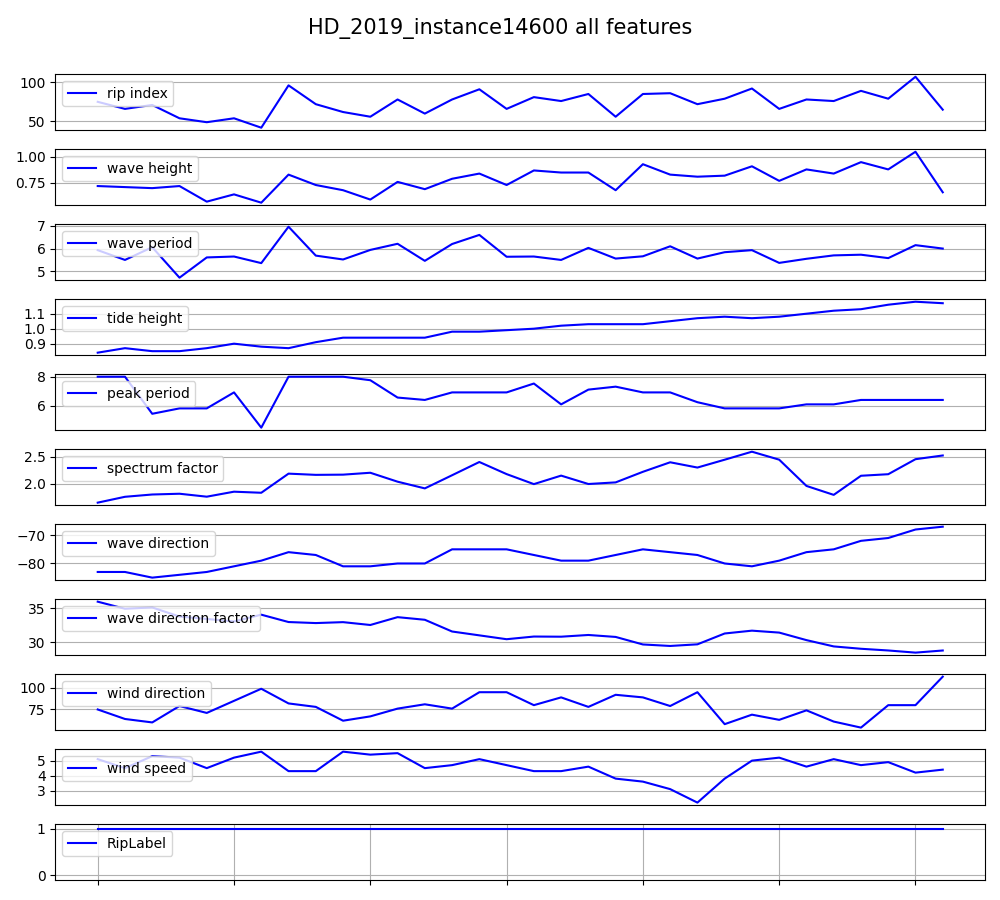 HD_2019_instance14600 all features
100
50
rip index
1.00
0.75
wave height
7
6
5
wave period
1.1
1.0
0.9
tide height
8
6
peak period
2.5
2.0
spectrum factor
−70
−80
wave direction
35
30
wave direction factor
100
75
wind direction
5
4
3
wind speed
1
0
RipLabel